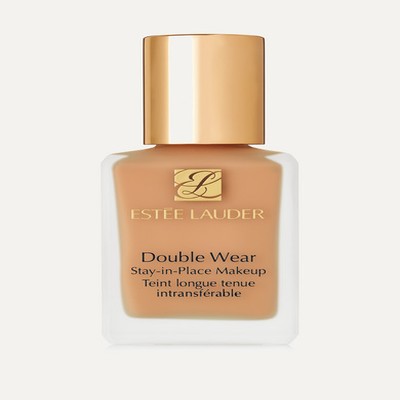 ESTĒE LAUDER
Double Wear
Stay-in-Place Makeup
Teint longue tenue
intransférable